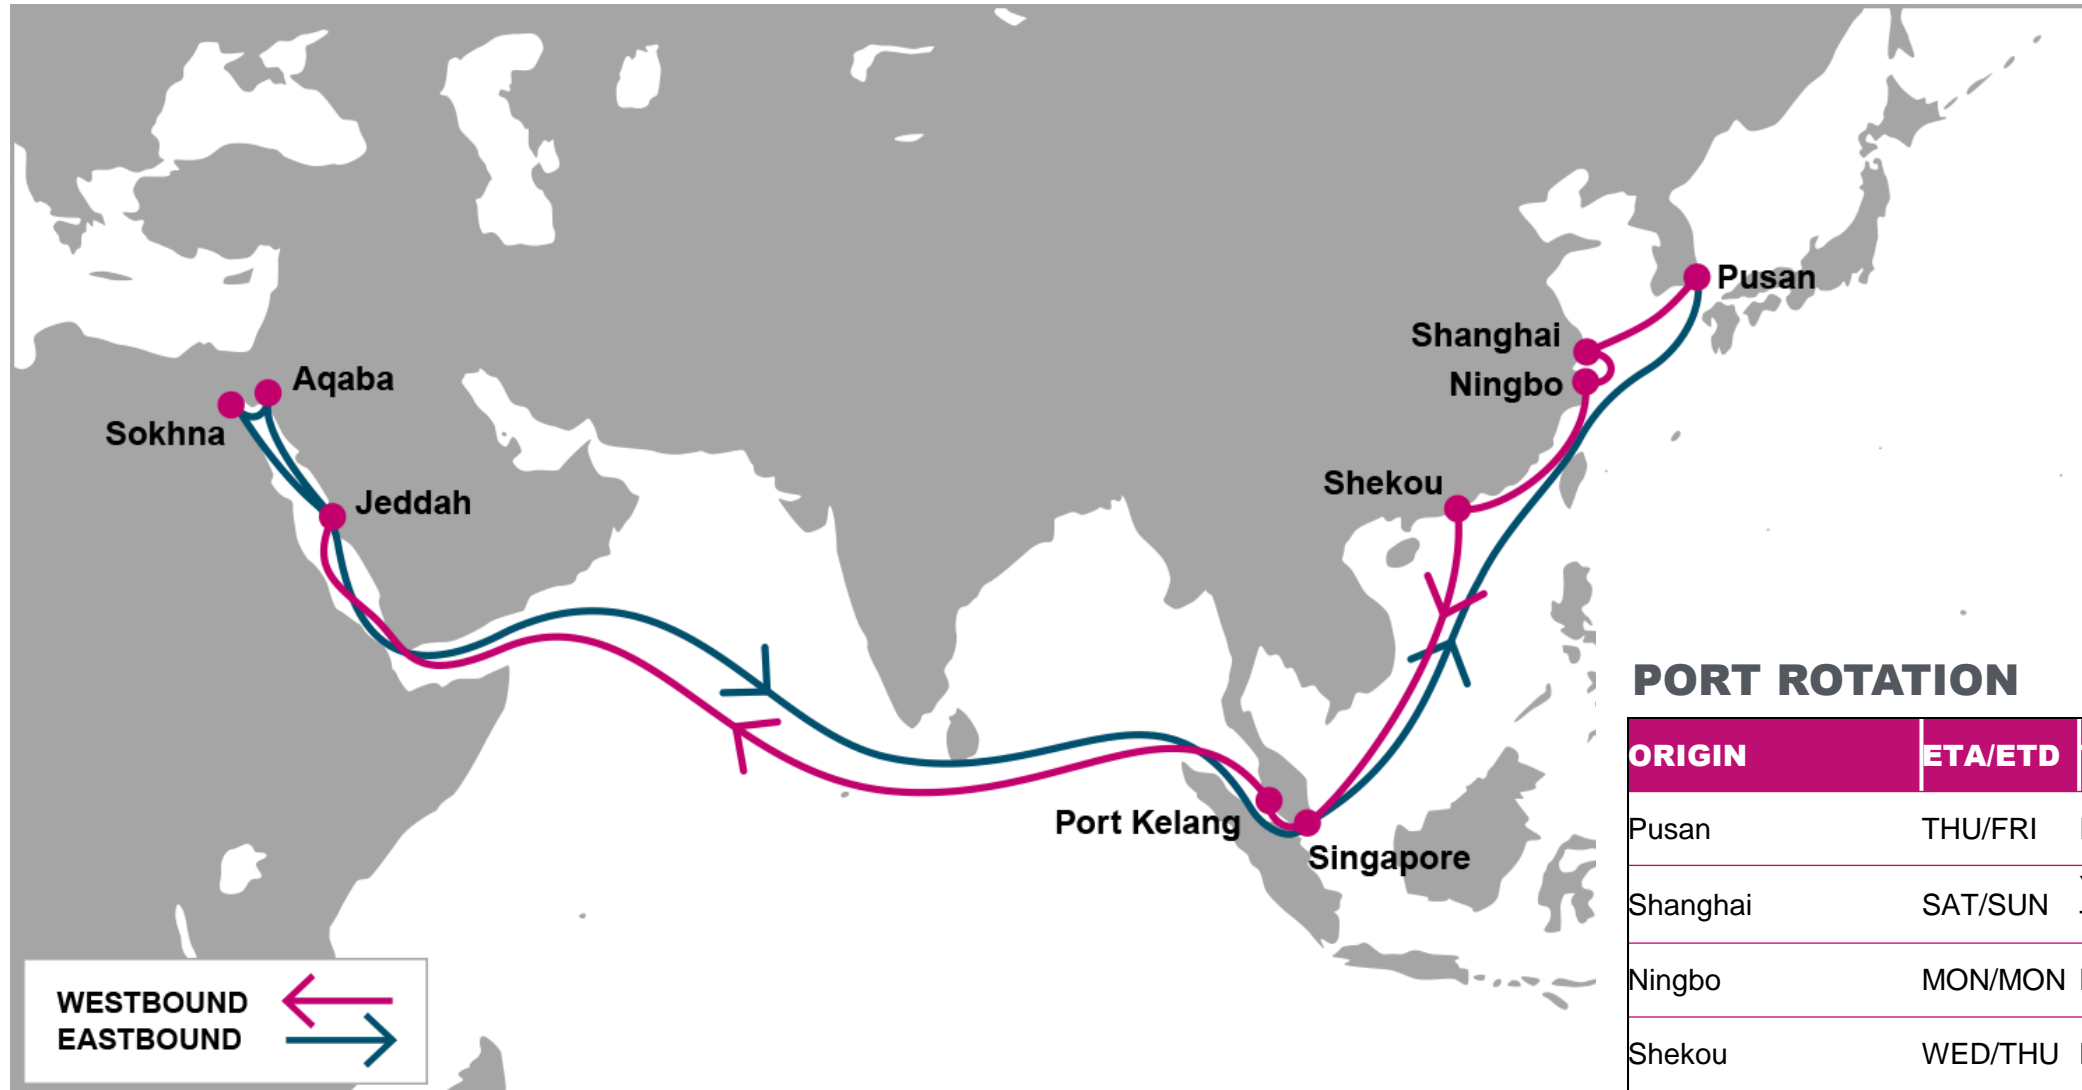 Pusan
Shanghai
Ningbo
Aqaba
Sokhna
Shekou
Jeddah
Port Kelang
Singapore
WESTBOUND
EASTBOUND
PORT ROTATION
ORIGIN ETA/ETD
Pusan THU/FRI
Shanghai SAT/SUN
Ningbo MON/MON
Shekou WED/THU